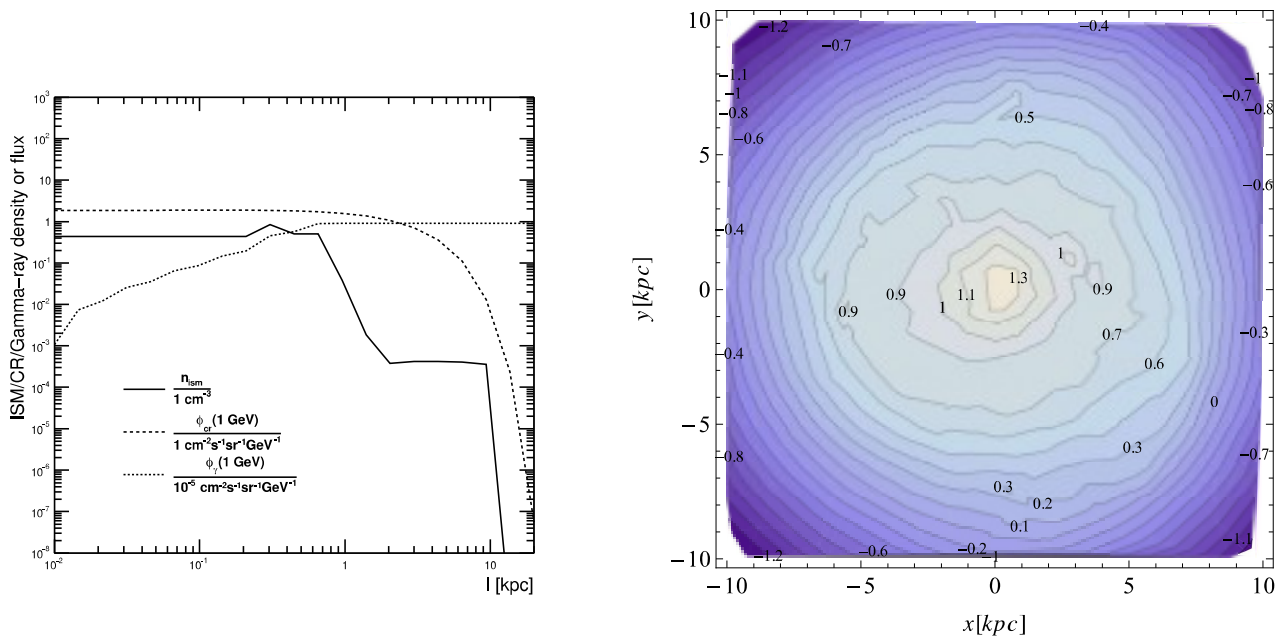 ISM/CR/Gamma-ray density or flux
10³
10²
10
1
10⁻¹
10⁻²
10⁻³
10⁻⁴
10⁻⁵
10⁻⁶
10⁻⁷
10⁻⁸
n_ism
1 cm⁻³
ϕ_cr(1 GeV)
1 cm⁻²s⁻¹sr⁻¹GeV⁻¹
ϕ_γ(1 GeV)
10⁻⁵ cm⁻²s⁻¹sr⁻¹GeV⁻¹
10⁻² 10⁻¹ 1 10
l [kpc]
y[kpc]
10
5
0
−5
−10
−1.2 −0.4
−0.7
−1.1 −1
−1 −0.7
−0.8 −0.8
0.5
−0.6
−0.6
−0.4
1
1.3
0.9 1.1 0.9
0.9 1
−0.3
0.7
−0.4 0.6
0
0.3
−0.8 −0.7
0.3
0.2
0.1
−1.1
−1.2 −0.6 −0.2
−1
−10 −5 0 5 10
x[kpc]